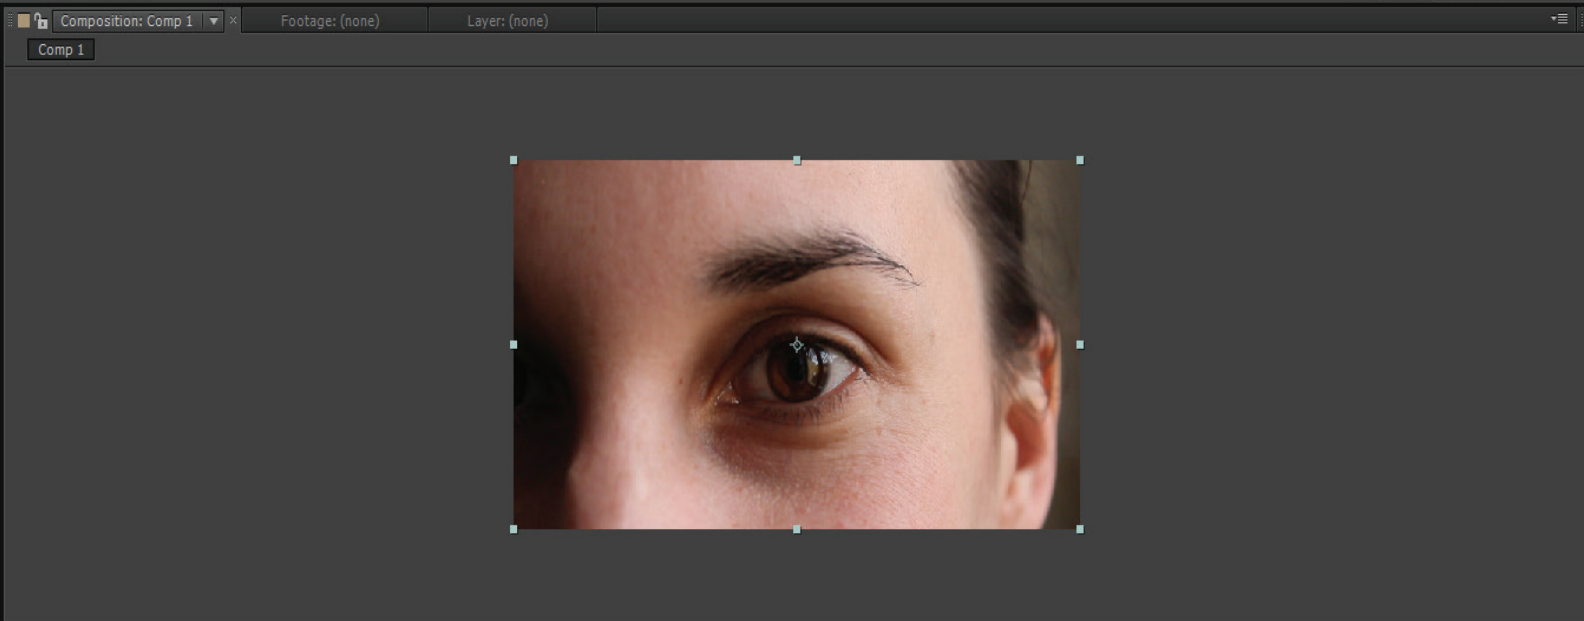 Composition: Comp 1
Footage: (none)
Layer: (none)
Comp 1